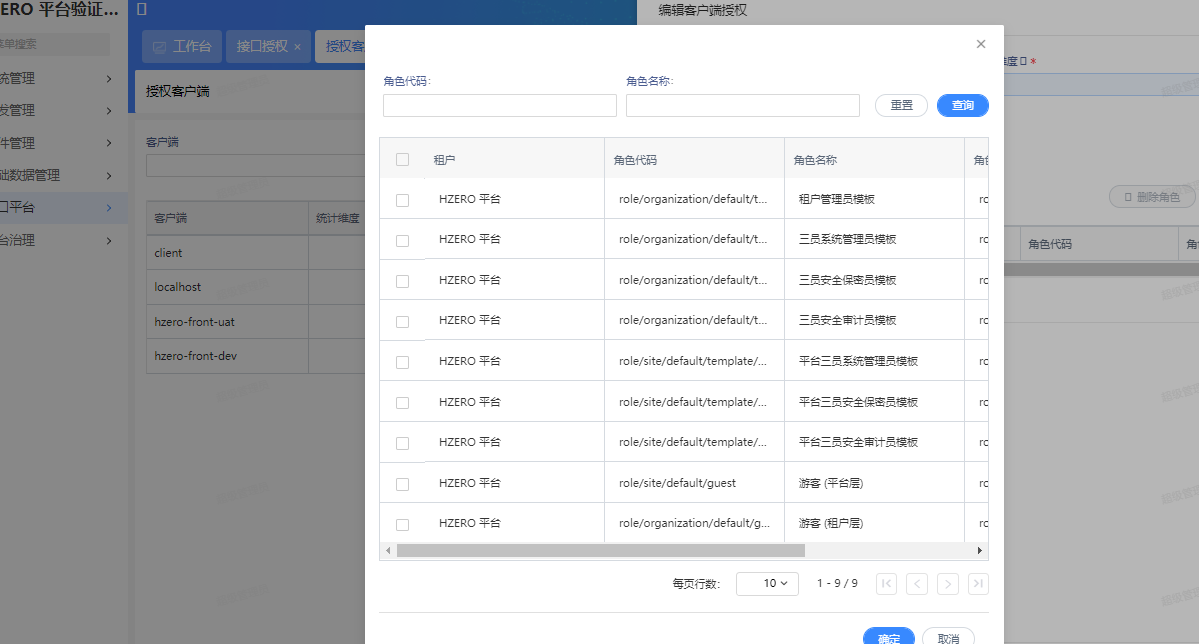 ERO 平台验证...
菜单搜索
统管理
发管理
件管理
础数据管理
口平台
台治理
工作台
接口授权 ×
授权客
授权客户端
客户端
客户端 统计维度
client
localhost
hzero-front-uat
hzero-front-dev
编辑客户端授权
维度 *
删除角色
角色代码 角
角色代码:
角色名称:
重置
查询
租户 角色代码 角色名称 角色
HZERO 平台 role/organization/default/t... 租户管理员模板 ro
HZERO 平台 role/organization/default/t... 三员系统管理员模板 ro
HZERO 平台 role/organization/default/t... 三员安全保密员模板 ro
HZERO 平台 role/organization/default/t... 三员安全审计员模板 ro
HZERO 平台 role/site/default/template/... 平台三员系统管理员模板 ro
HZERO 平台 role/site/default/template/... 平台三员安全保密员模板 ro
HZERO 平台 role/site/default/template/... 平台三员安全审计员模板 ro
HZERO 平台 role/site/default/guest 游客 (平台层) ro
HZERO 平台 role/organization/default/g... 游客 (租户层) ro
每页行数: 10 1 - 9 / 9
确定
取消